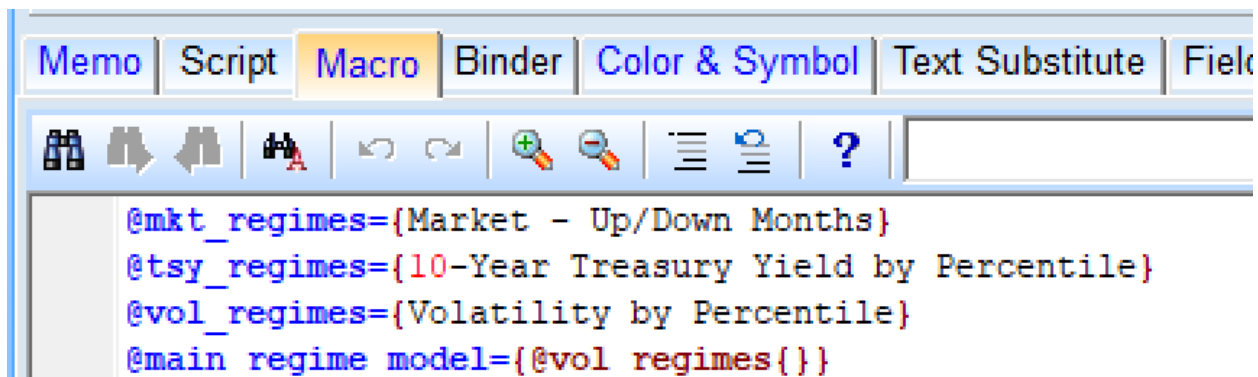 Memo Script Macro Binder Color & Symbol Text Substitute Field
@mkt_regimes={Market - Up/Down Months}
@tsy_regimes={10-Year Treasury Yield by Percentile}
@vol_regimes={Volatility by Percentile}
@main_regime_model={@vol_regimes{}}